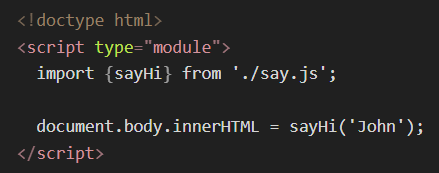 <!doctype html>
<script type="module">
  import {sayHi} from './say.js';

  document.body.innerHTML = sayHi('John');
</script>